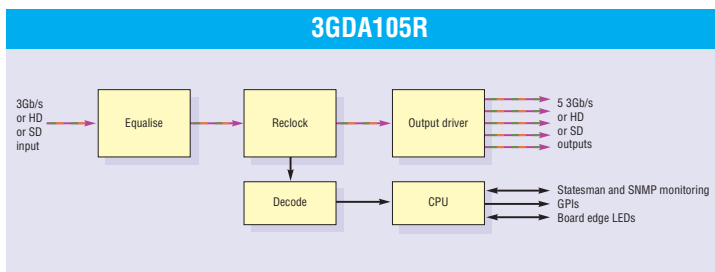 3GDA105R
3Gb/s
or HD
or SD
input
Equalise
Reclock
Output driver
5 3Gb/s
or HD
or SD
outputs
Decode
CPU
Statesman and SNMP monitoring
GPIs
Board edge LEDs